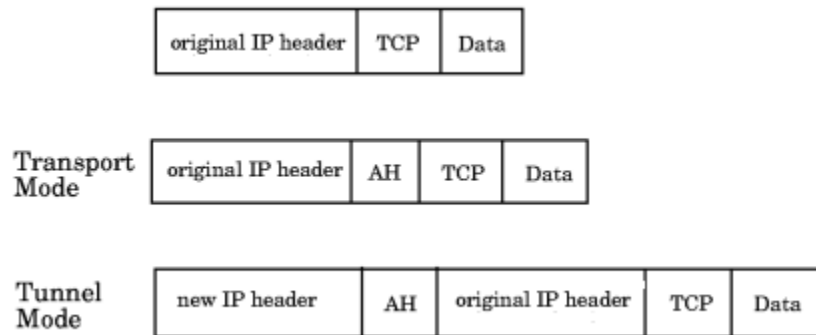 original IP header TCP Data
Transport Mode original IP header AH TCP Data
Tunnel Mode new IP header AH original IP header TCP Data